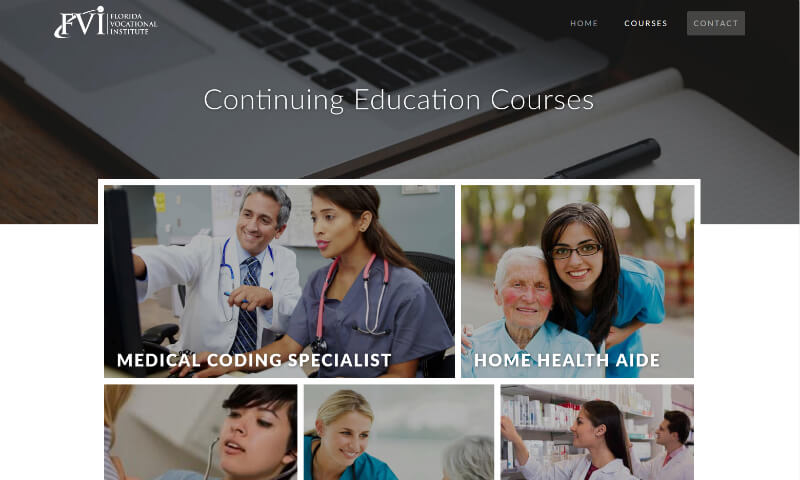 FVI
FLORIDA
VOCATIONAL
INSTITUTE
HOME
COURSES
CONTACT
Continuing Education Courses
MEDICAL CODING SPECIALIST
HOME HEALTH AIDE